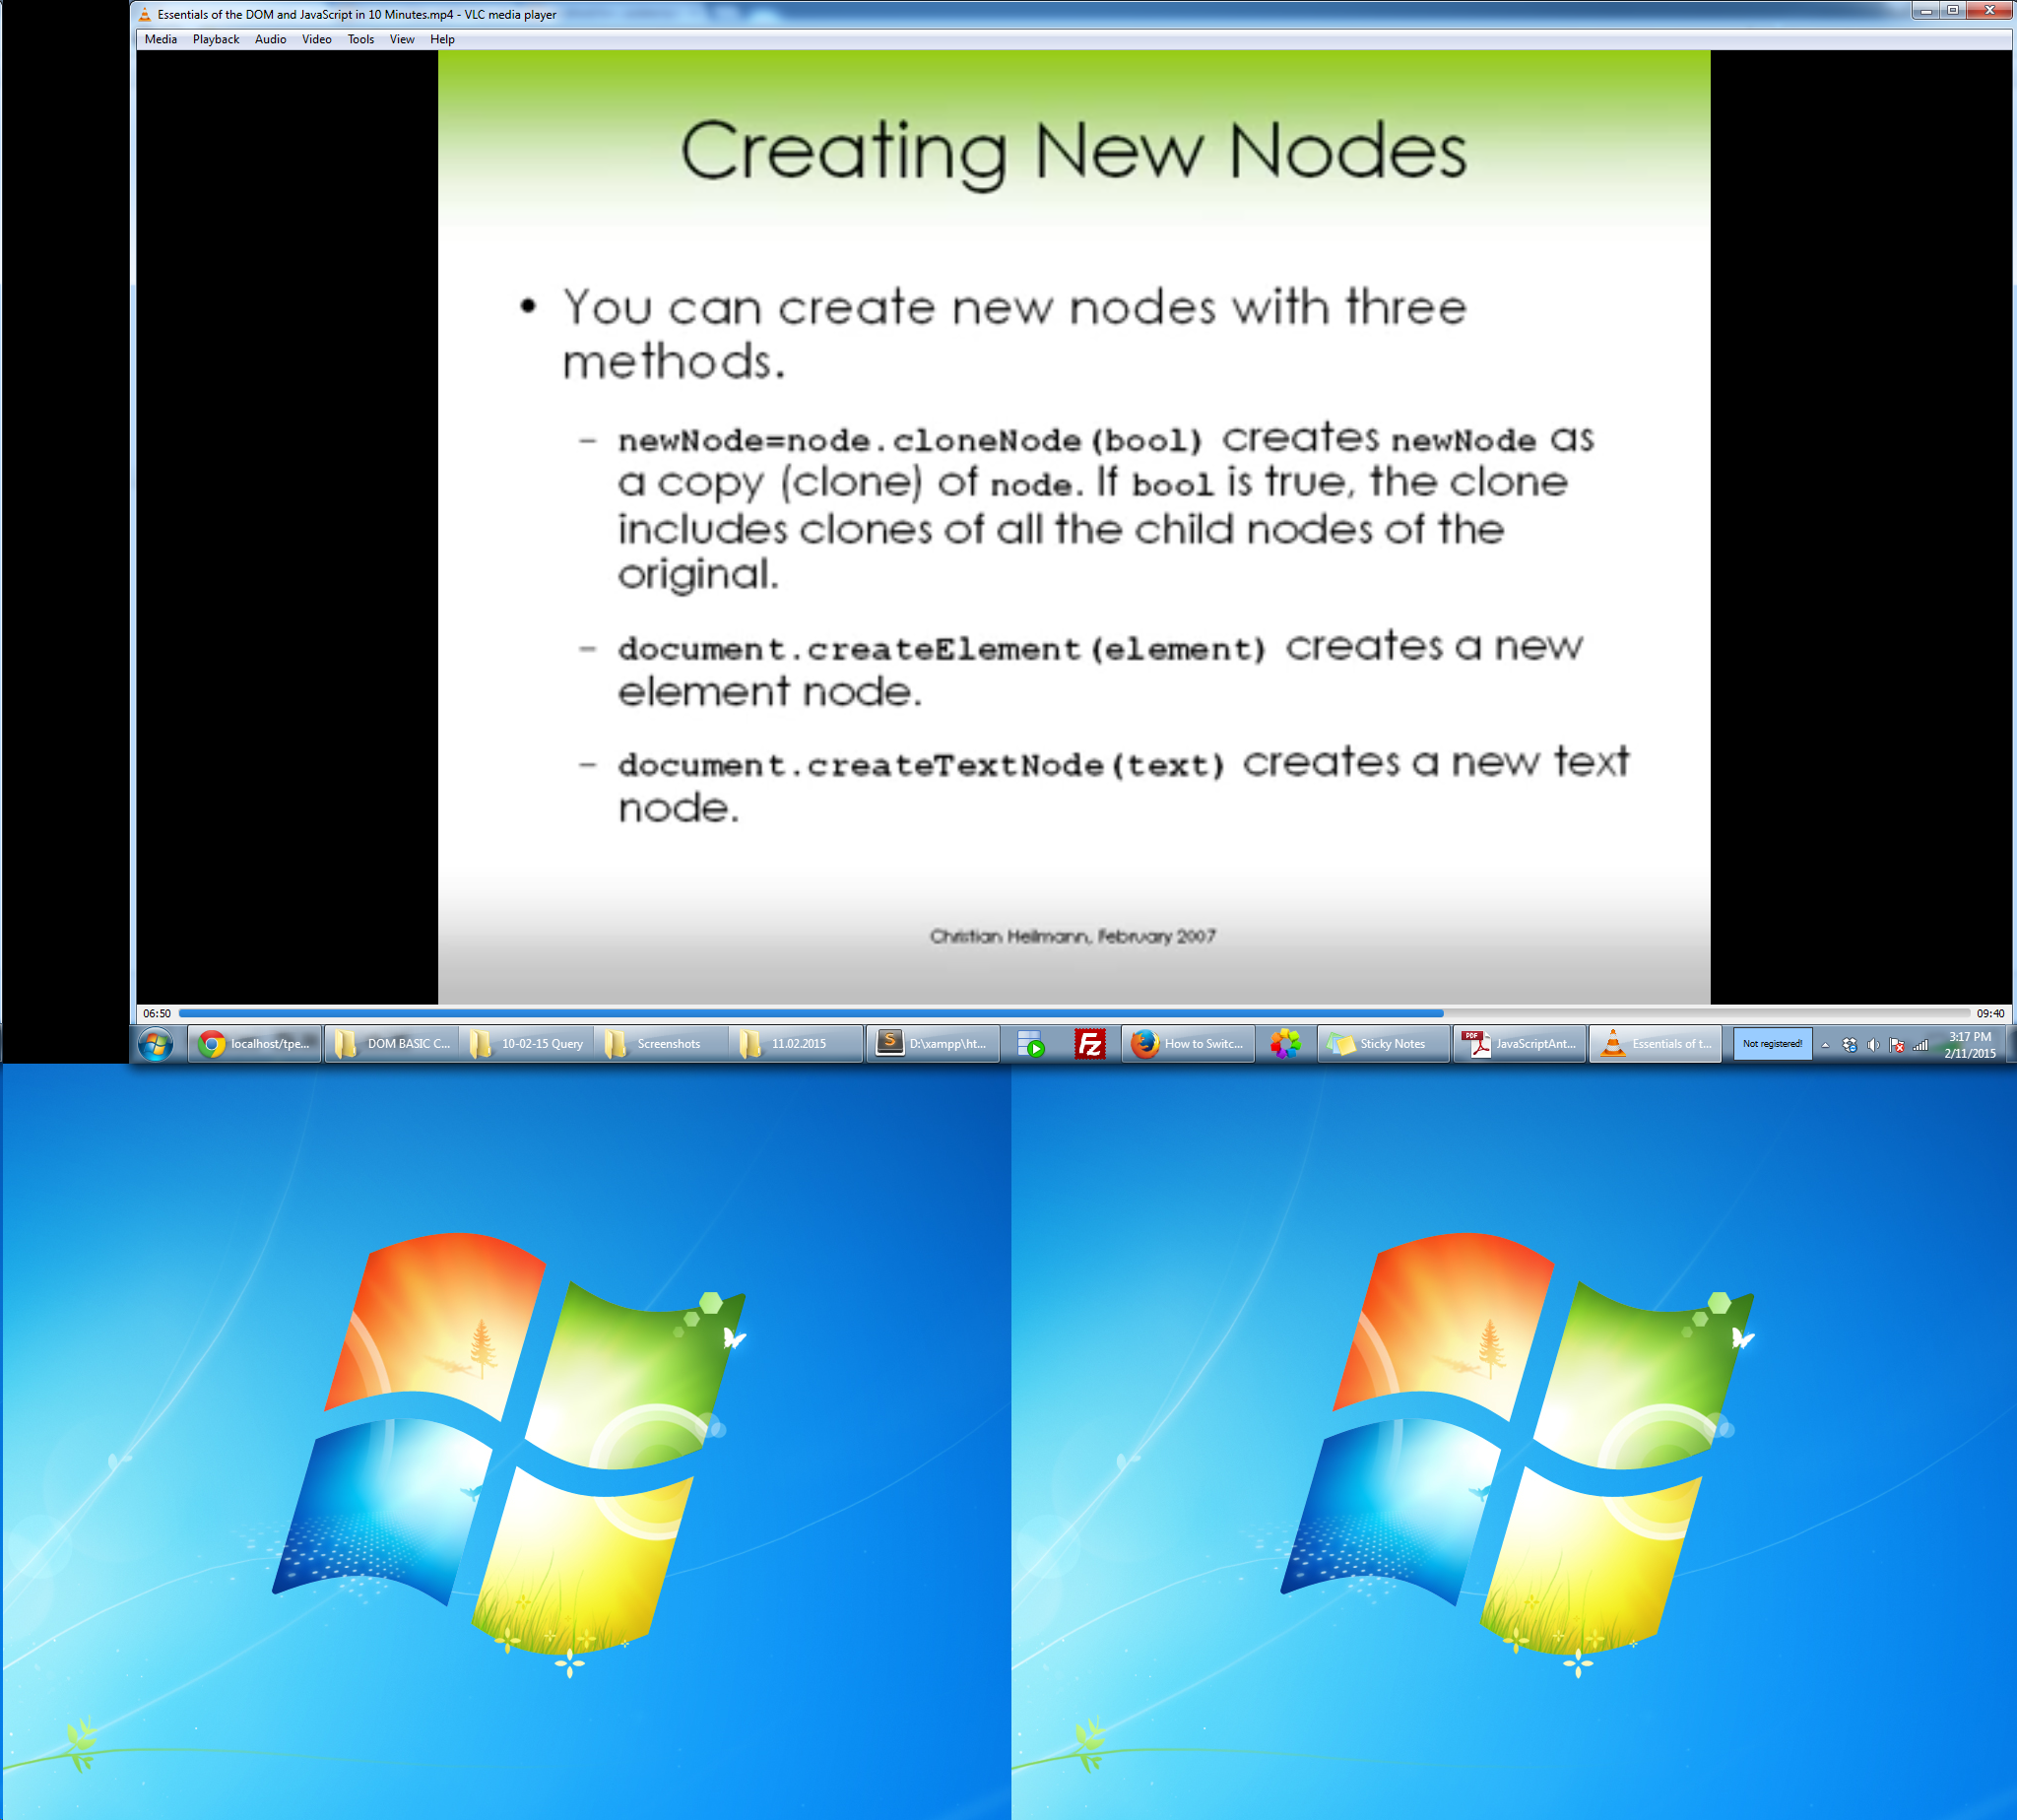 Essentials of the DOM and JavaScript in 10 Minutes.mp4 - VLC media player
Media Playback Audio Video Tools View Help
Creating New Nodes
• You can create new nodes with three
methods.
– newNode=node.cloneNode(bool) creates newNode as
a copy (clone) of node. If bool is true, the clone
includes clones of all the child nodes of the
original.
– document.createElement(element) creates a new
element node.
– document.createTextNode(text) creates a new text
node.
Christian Heilmann, February 2007
06:50 09:40
localhost/tpe... DOM BASIC C... 10-02-15 Query Screenshots 11.02.2015 S D:\xampp\ht... Fz How to Switc... Sticky Notes PDF JavaScriptAnt... Essentials of t... Not registered! 3:17 PM
2/11/2015